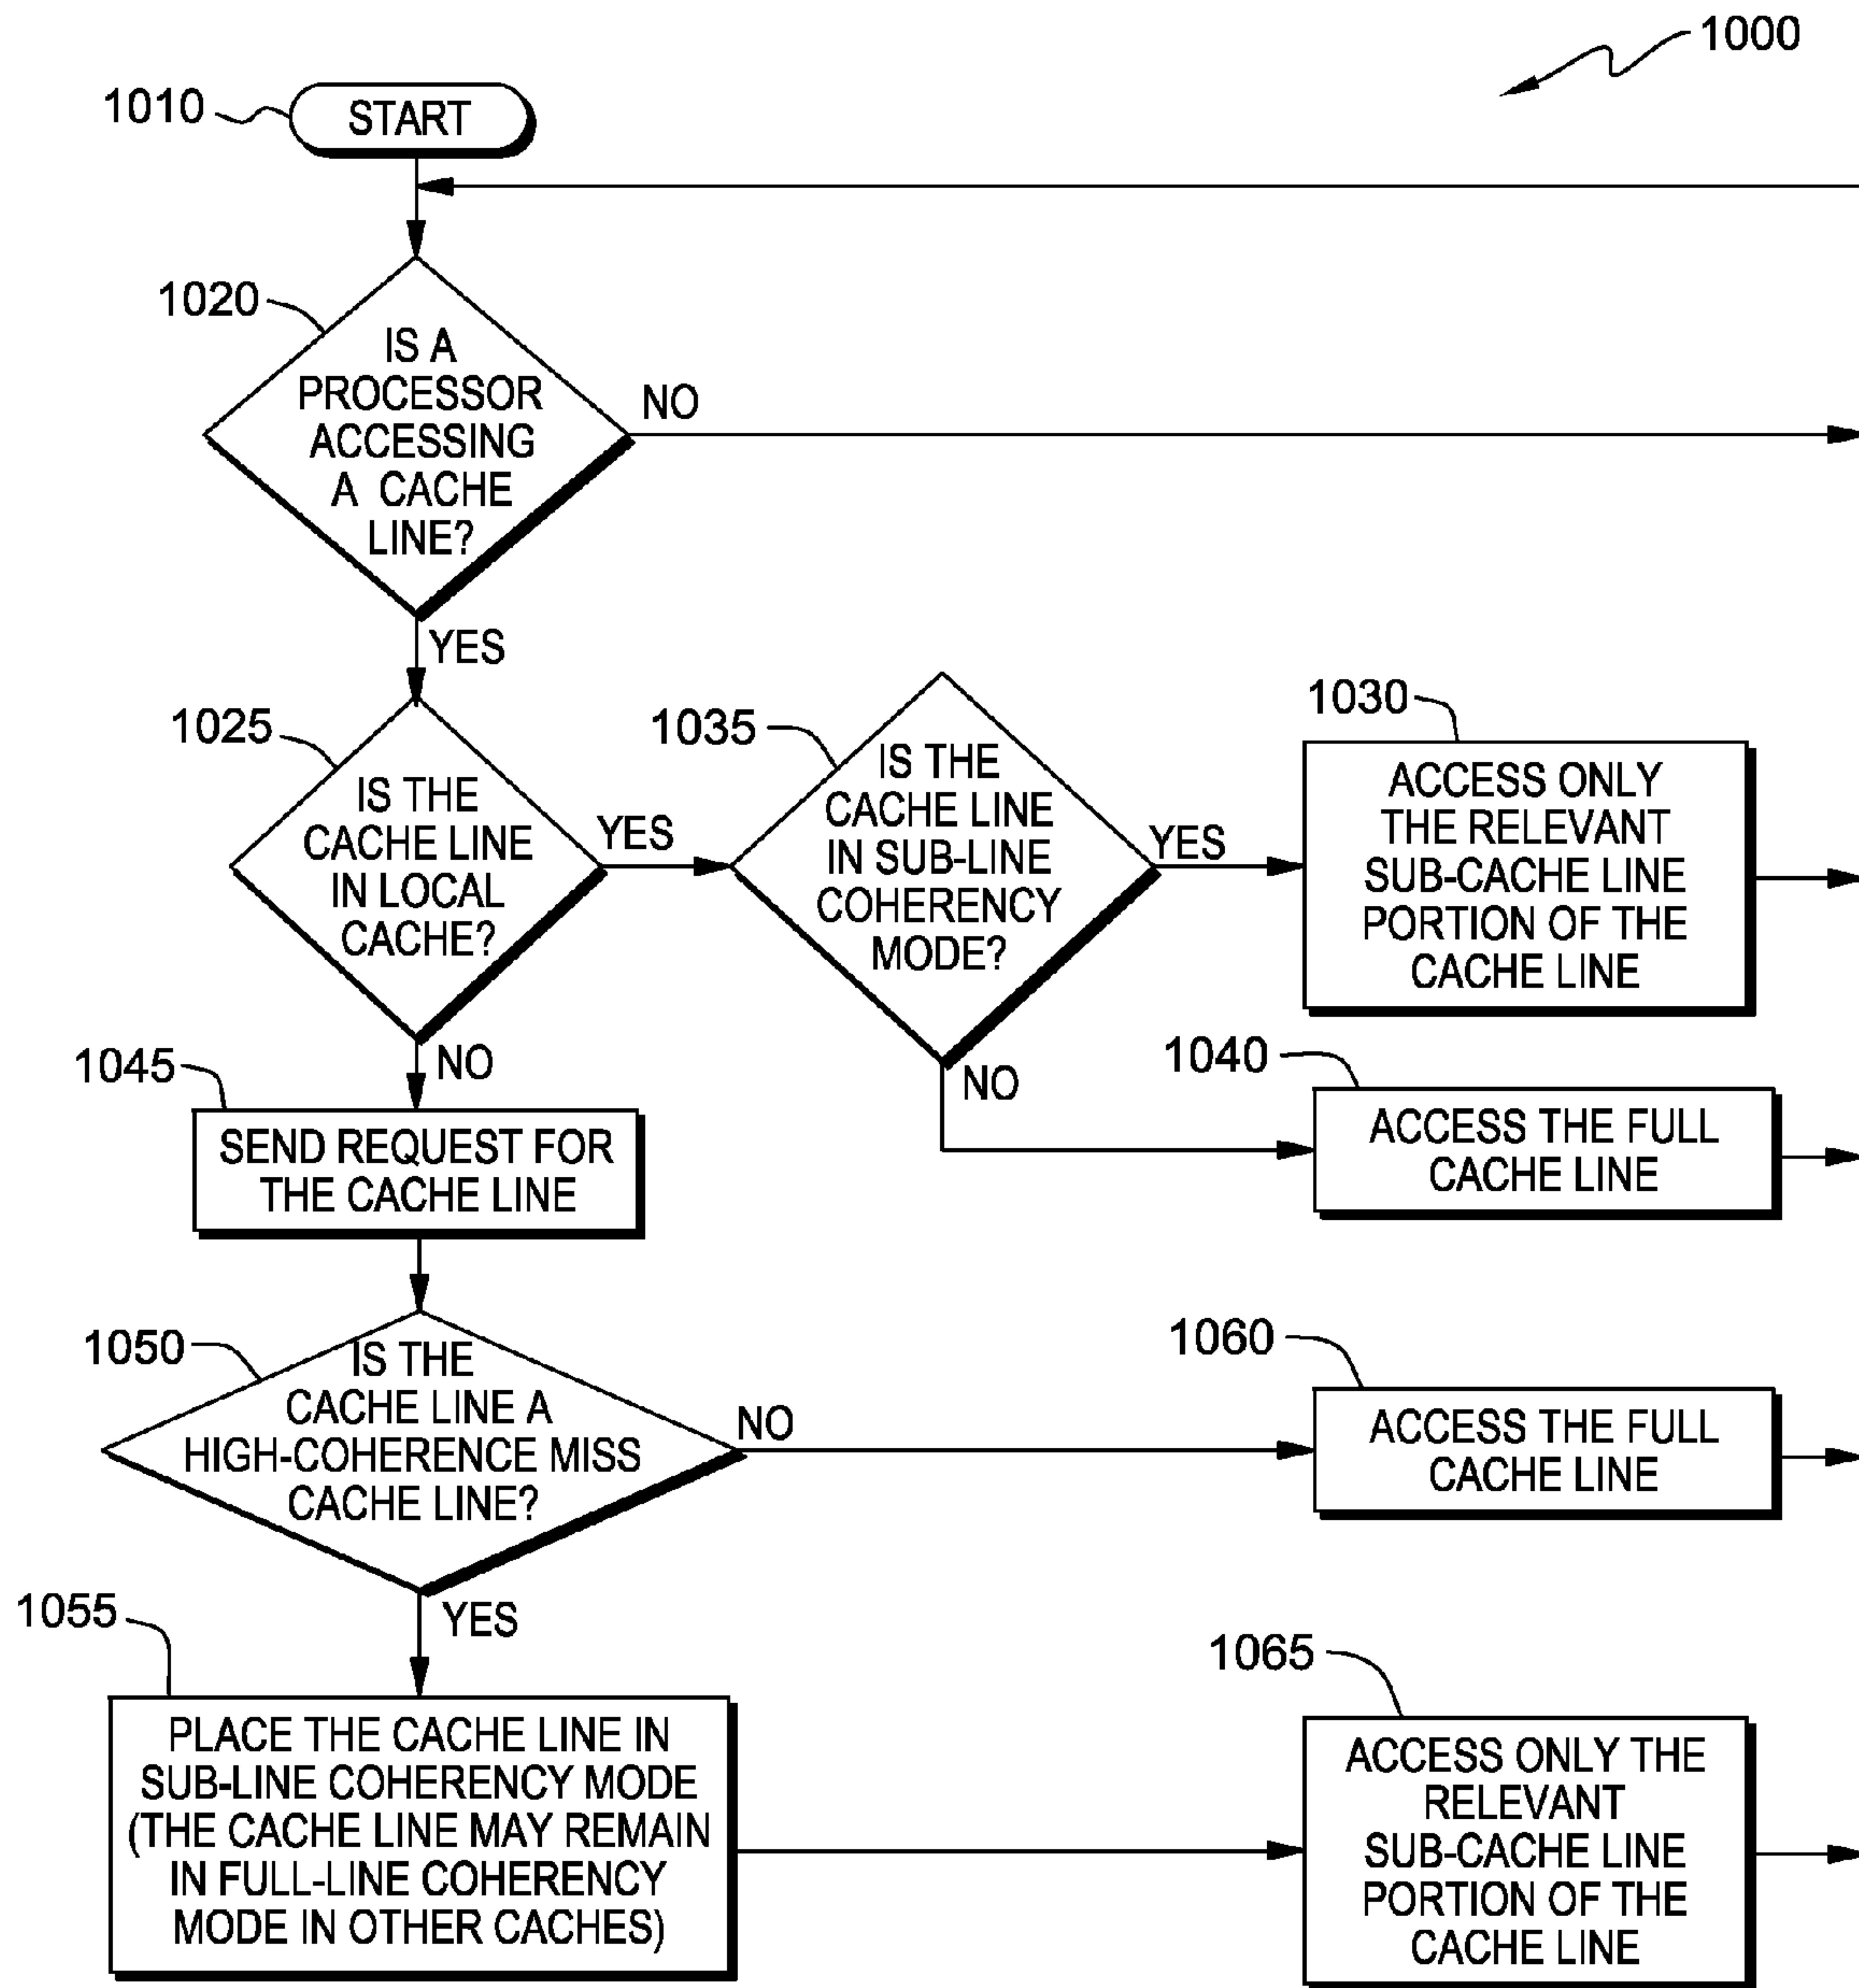 1000
1010
START
1020
IS A
PROCESSOR
ACCESSING
A CACHE
LINE?
NO
YES
1025
IS THE
CACHE LINE
IN LOCAL
CACHE?
YES
NO
1035
IS THE
CACHE LINE
IN SUB-LINE
COHERENCY
MODE?
YES
NO
1030
ACCESS ONLY
THE RELEVANT
SUB-CACHE LINE
PORTION OF THE
CACHE LINE
1040
ACCESS THE FULL
CACHE LINE
1045
SEND REQUEST FOR
THE CACHE LINE
1050
IS THE
CACHE LINE A
HIGH-COHERENCE MISS
CACHE LINE?
NO
YES
1060
ACCESS THE FULL
CACHE LINE
1055
PLACE THE CACHE LINE IN
SUB-LINE COHERENCY MODE
(THE CACHE LINE MAY REMAIN
IN FULL-LINE COHERENCY
MODE IN OTHER CACHES)
1065
ACCESS ONLY THE
RELEVANT
SUB-CACHE LINE
PORTION OF THE
CACHE LINE